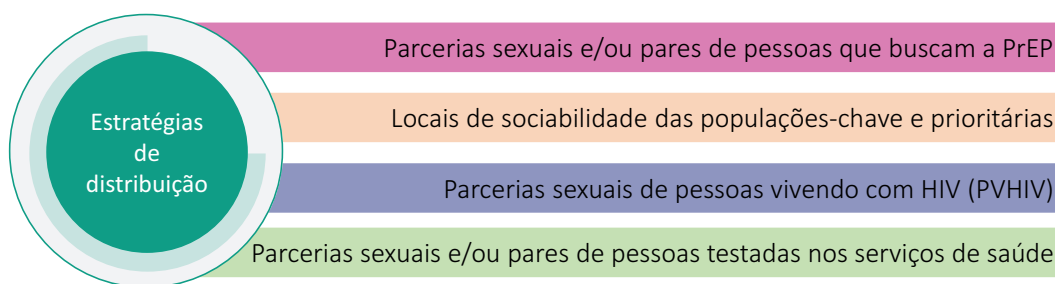 Estratégias
de
distribuição
Parcerias sexuais e/ou pares de pessoas que buscam a PrEP
Locais de sociabilidade das populações-chave e prioritárias
Parcerias sexuais de pessoas vivendo com HIV (PVHIV)
Parcerias sexuais e/ou pares de pessoas testadas nos serviços de saúde